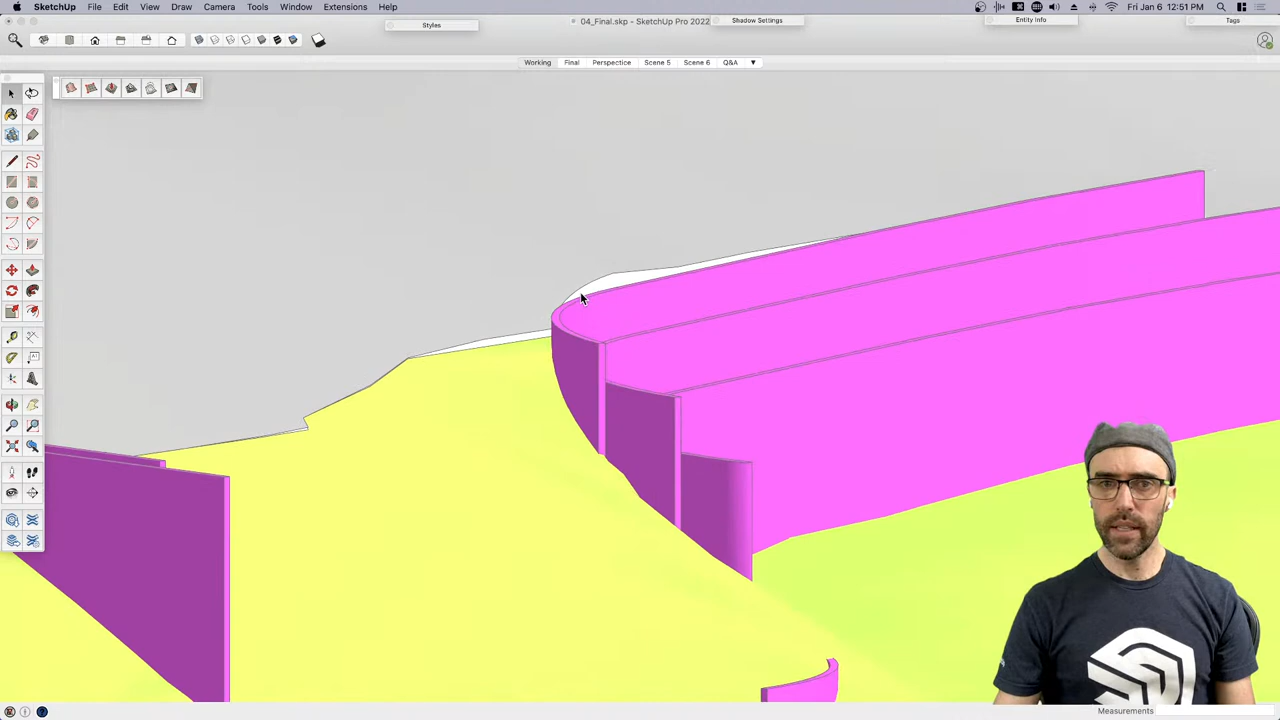 SketchUp File Edit View Draw Camera Tools Window Extensions Help Fri Jan 6 12:51 PM
Styles 04_Final.skp - SketchUp Pro 2022 Shadow Settings Entity Info Tags
Working Final Perspective Scene 5 Scene 6 Q&A
Measurements